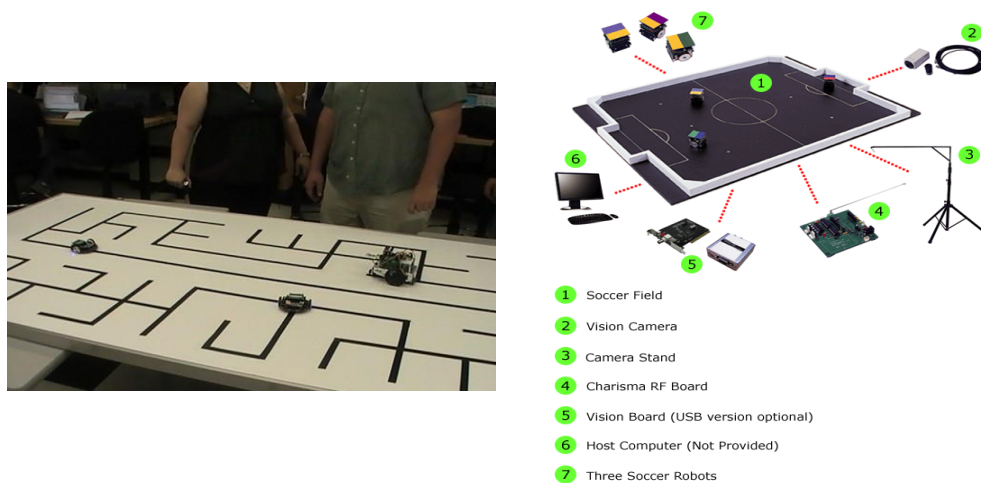 7
2
1
6
3
4
5
1 Soccer Field
2 Vision Camera
3 Camera Stand
4 Charisma RF Board
5 Vision Board (USB version optional)
6 Host Computer (Not Provided)
7 Three Soccer Robots